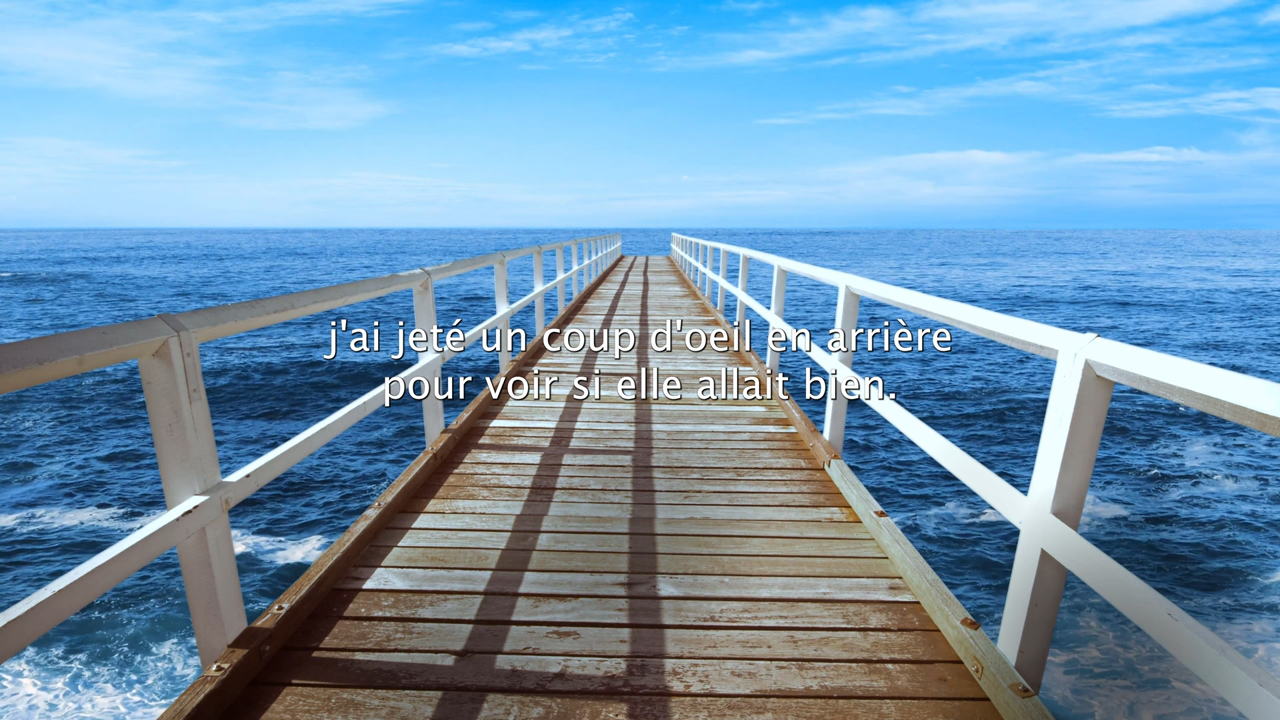 j'ai jeté un coup d'oeil en arrière
pour voir si elle allait bien.